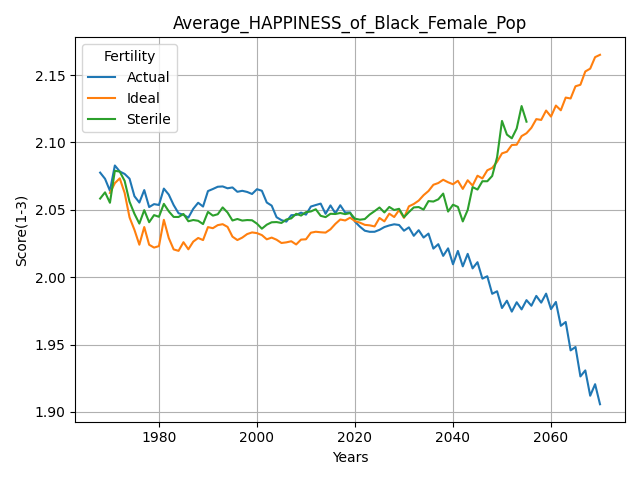 Average_HAPPINESS_of_Black_Female_Pop
Fertility
Actual
Ideal
Sterile
Score(1-3)
2.15
2.10
2.05
2.00
1.95
1.90
1980
2000
2020
2040
2060
Years